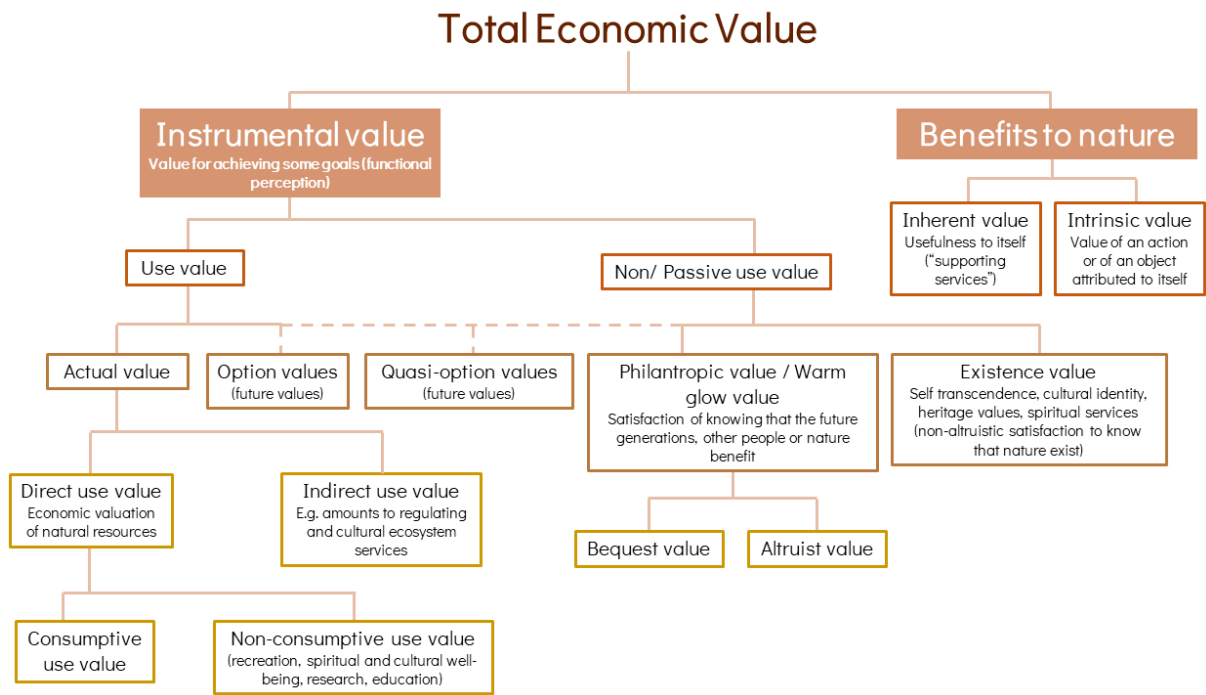 Total Economic Value
Instrumental value
Value for achieving some goals (functional
perception)
Benefits to nature
Inherent value
Usefulness to itself
(“supporting
services”)
Intrinsic value
Value of an action
or of an object
attributed to itself
Use value
Non/ Passive use value
Actual value
Option values
(future values)
Quasi-option values
(future values)
Philantropic value / Warm
glow value
Satisfaction of knowing that the future
generations, other people or nature
benefit
Existence value
Self transcendence, cultural identity,
heritage values, spiritual services
(non-altruistic satisfaction to know
that nature exist)
Direct use value
Economic valuation
of natural resources
Indirect use value
E.g. amounts to regulating
and cultural ecosystem
services
Bequest value
Altruist value
Consumptive
use value
Non-consumptive use value
(recreation, spiritual and cultural well-
being, research, education)